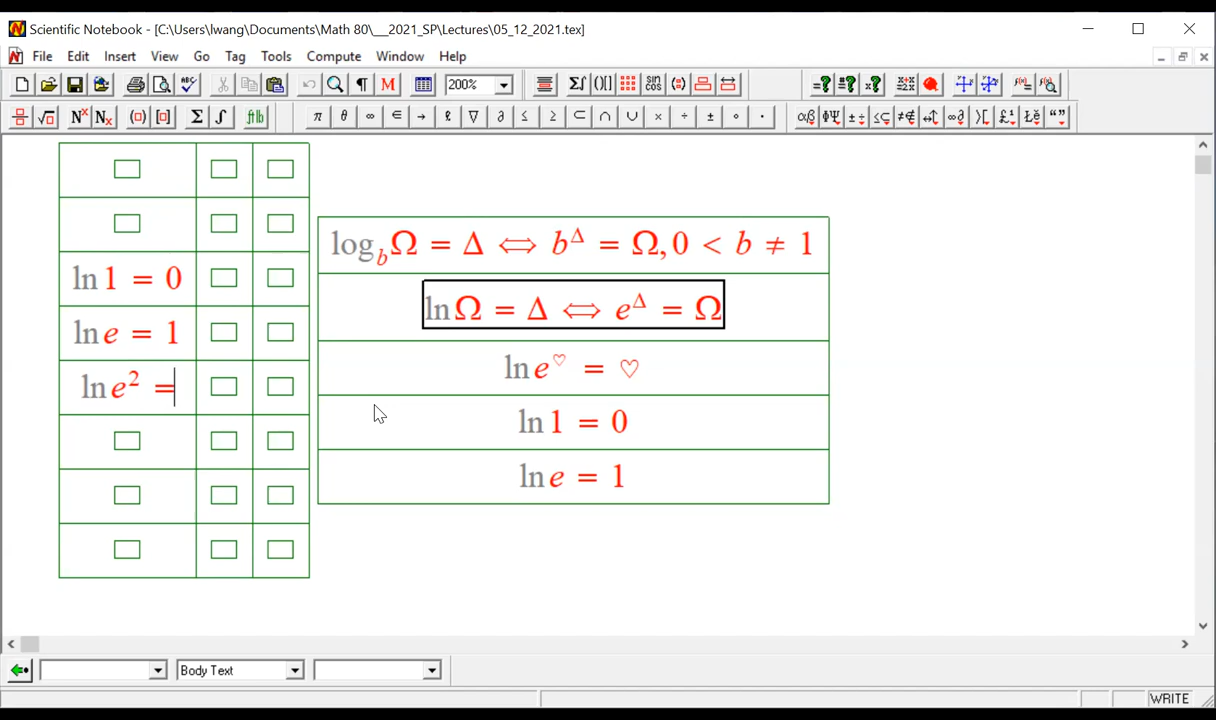 Scientific Notebook - [C:\Users\lwang\Documents\Math 80\__2021_SP\Lectures\05_12_2021.tex]
File Edit Insert View Go Tag Tools Compute Window Help
200%
ln 1 = 0
ln e = 1
ln e² =
log_b Ω = Δ ⟺ b^Δ = Ω, 0 < b ≠ 1
ln Ω = Δ ⟺ e^Δ = Ω
ln e^♡ = ♡
ln 1 = 0
ln e = 1
Body Text
WRITE